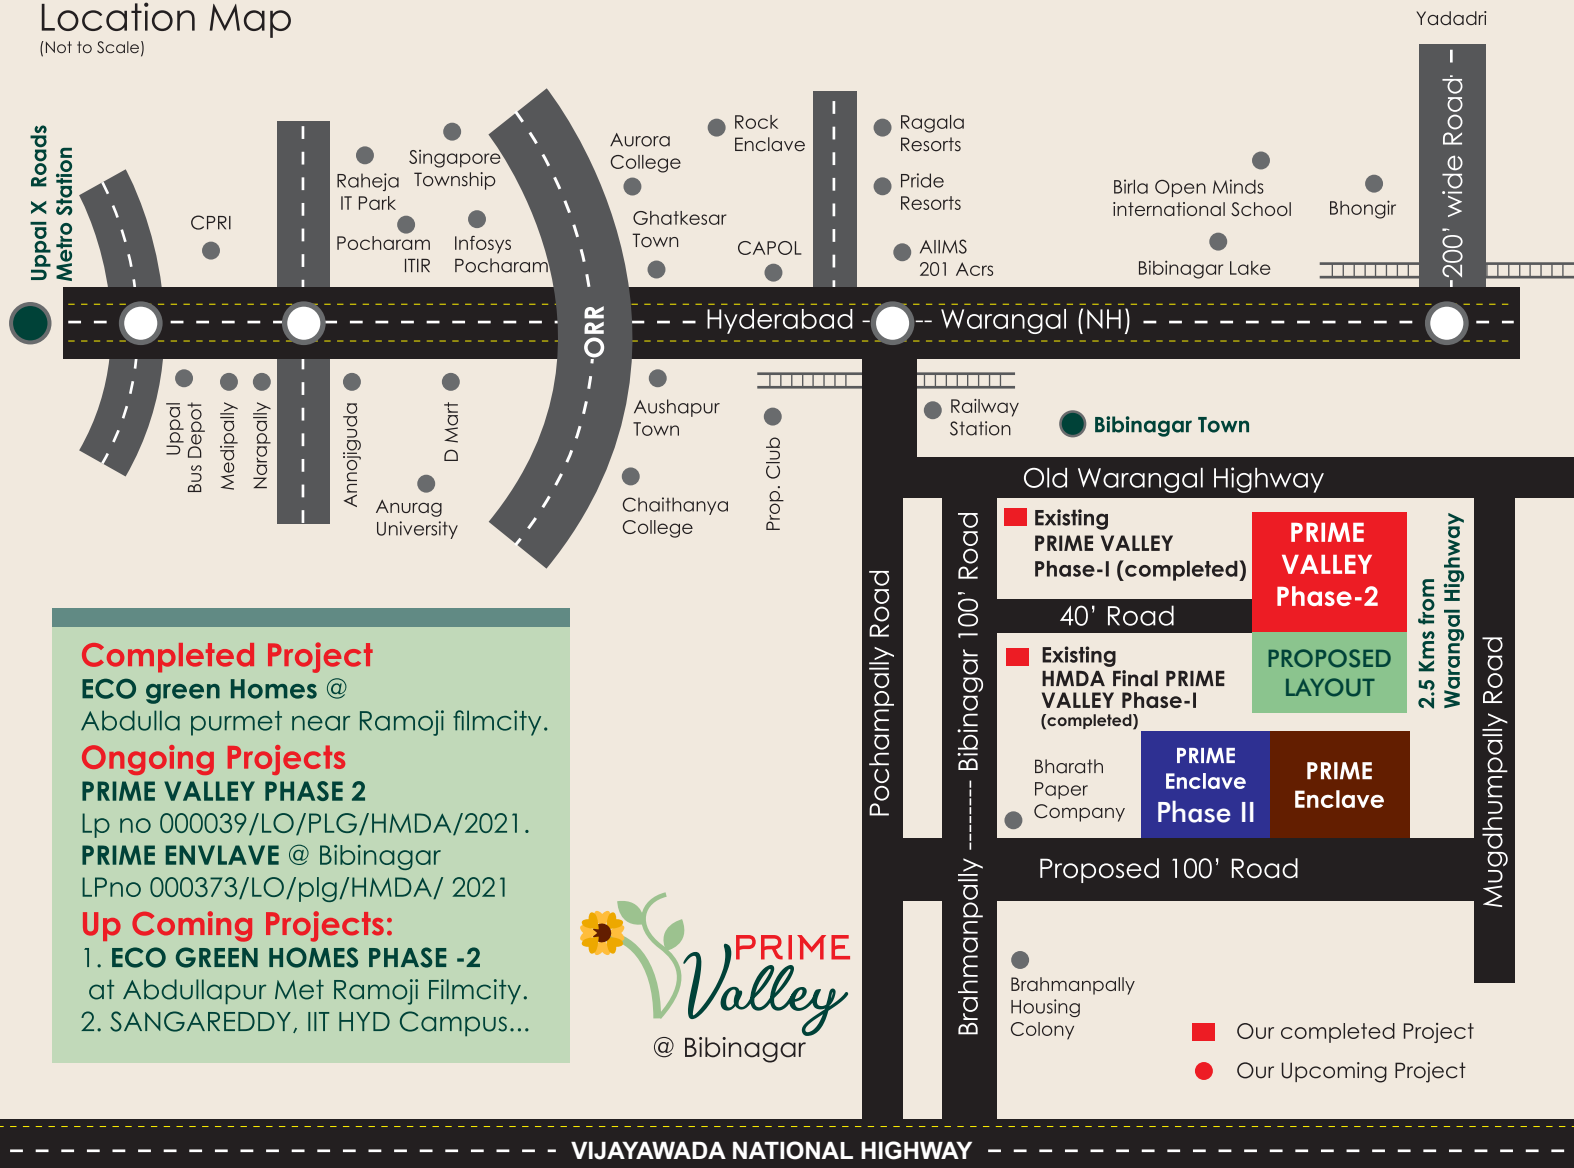 Location Map
(Not to Scale)
Yadadri
200' wide Road
Uppal X Roads
Metro Station
CPRI
Raheja
IT Park
Singapore
Township
Pocharam
ITIR
Infosys
Pocharam
Aurora
College
Ghatkesar
Town
Rock
Enclave
CAPOL
Ragala
Resorts
Pride
Resorts
AIIMS
201 Acrs
Birla Open Minds
international School
Bibinagar Lake
Bhongir
ORR
Hyderabad - -- Warangal (NH)
Uppal
Bus Depot
Medipally
Narapally
Annojiguda
D Mart
Anurag
University
Aushapur
Town
Chaithanya
College
Prop. Club
Railway
Station
Bibinagar Town
Old Warangal Highway
Existing
PRIME VALLEY
Phase-I (completed)
PRIME
VALLEY
Phase-2
40' Road
Existing
HMDA Final PRIME
VALLEY Phase-I
(completed)
PROPOSED
LAYOUT
2.5 Kms from
Warangal Highway
Pochampally Road
Brahmanpally --------- Bibinagar 100' Road
Mugdhumpally Road
Bharath
Paper
Company
PRIME
Enclave
Phase II
PRIME
Enclave
Proposed 100' Road
Brahmanpally
Housing
Colony
Our completed Project
Our Upcoming Project
Completed Project
ECO green Homes @
Abdulla purmet near Ramoji filmcity.
Ongoing Projects
PRIME VALLEY PHASE 2
Lp no 000039/LO/PLG/HMDA/2021.
PRIME ENVLAVE @ Bibinagar
LPno 000373/LO/plg/HMDA/ 2021
Up Coming Projects:
1. ECO GREEN HOMES PHASE -2
at Abdullapur Met Ramoji Filmcity.
2. SANGAREDDY, IIT HYD Campus...
PRIME
Valley
@ Bibinagar
VIJAYAWADA NATIONAL HIGHWAY